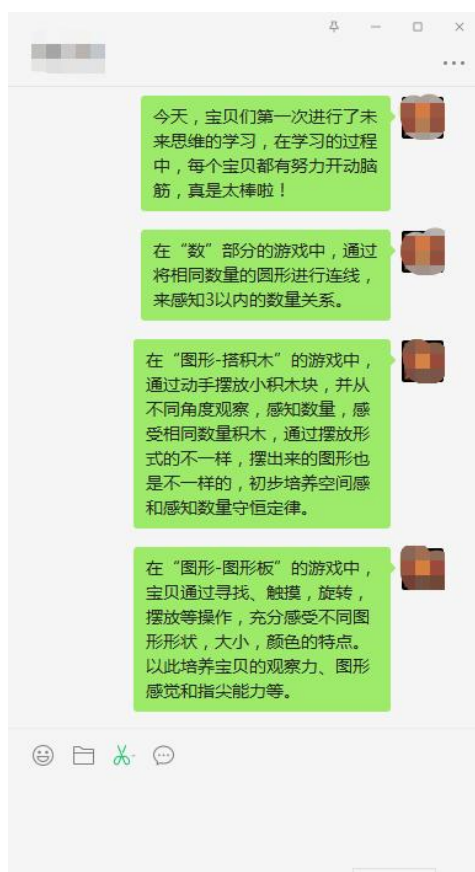 今天，宝贝们第一次进行了未
来思维的学习，在学习的过程
中，每个宝贝都有努力开动脑
筋，真是太棒啦！
在“数”部分的游戏中，通过
将相同数量的圆形进行连线，
来感知3以内的数量关系。
在“图形-搭积木”的游戏中，
通过动手摆放小积木块，并从
不同角度观察，感知数量，感
受相同数量积木，通过摆放形
式的不一样，摆出来的图形也
是不一样的，初步培养空间感
和感知数量守恒定律。
在“图形-图形板”的游戏中，
宝贝通过寻找、触摸，旋转，
摆放等操作，充分感受不同图
形形状，大小，颜色的特点。
以此培养宝贝的观察力、图形
感觉和指尖能力等。